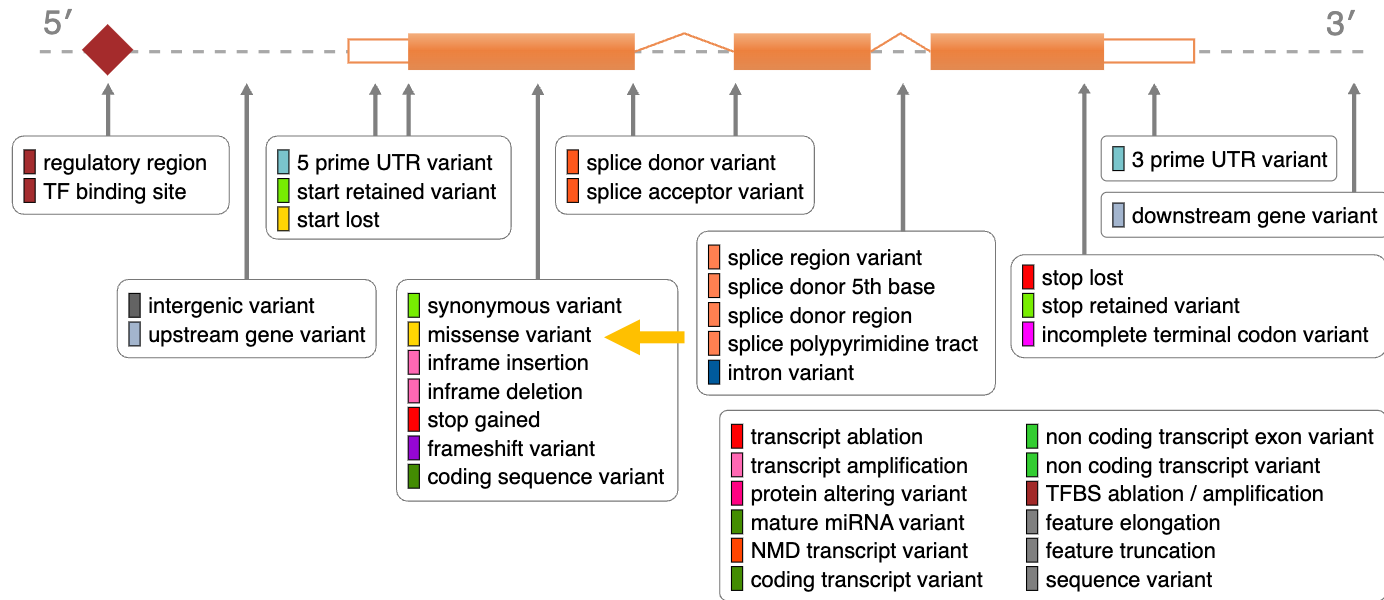 5′
3′
regulatory region
TF binding site
5 prime UTR variant
start retained variant
start lost
splice donor variant
splice acceptor variant
3 prime UTR variant
downstream gene variant
intergenic variant
upstream gene variant
synonymous variant
missense variant
inframe insertion
inframe deletion
stop gained
frameshift variant
coding sequence variant
splice region variant
splice donor 5th base
splice donor region
splice polypyrimidine tract
intron variant
stop lost
stop retained variant
incomplete terminal codon variant
transcript ablation
transcript amplification
protein altering variant
mature miRNA variant
NMD transcript variant
coding transcript variant
non coding transcript exon variant
non coding transcript variant
TFBS ablation / amplification
feature elongation
feature truncation
sequence variant